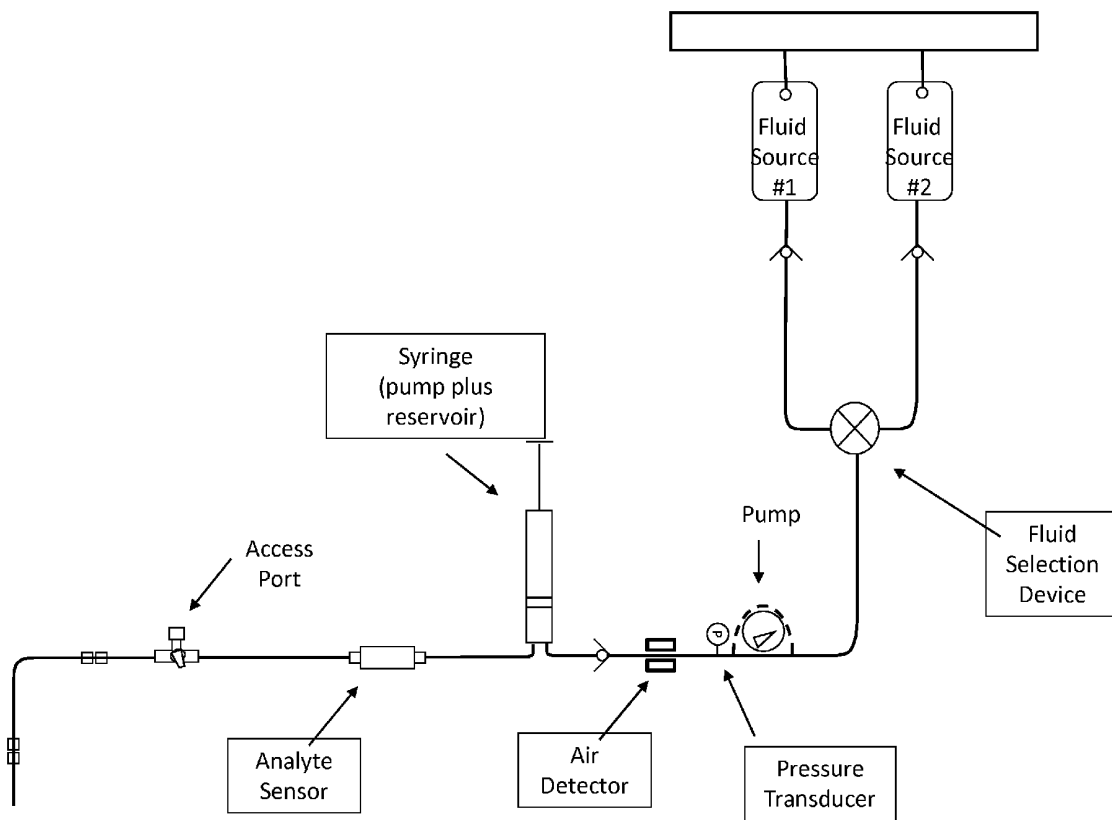 Fluid
Source
#1
Fluid
Source
#2
Syringe
(pump plus
reservoir)
Pump
Fluid
Selection
Device
Access
Port
P
Analyte
Sensor
Air
Detector
Pressure
Transducer